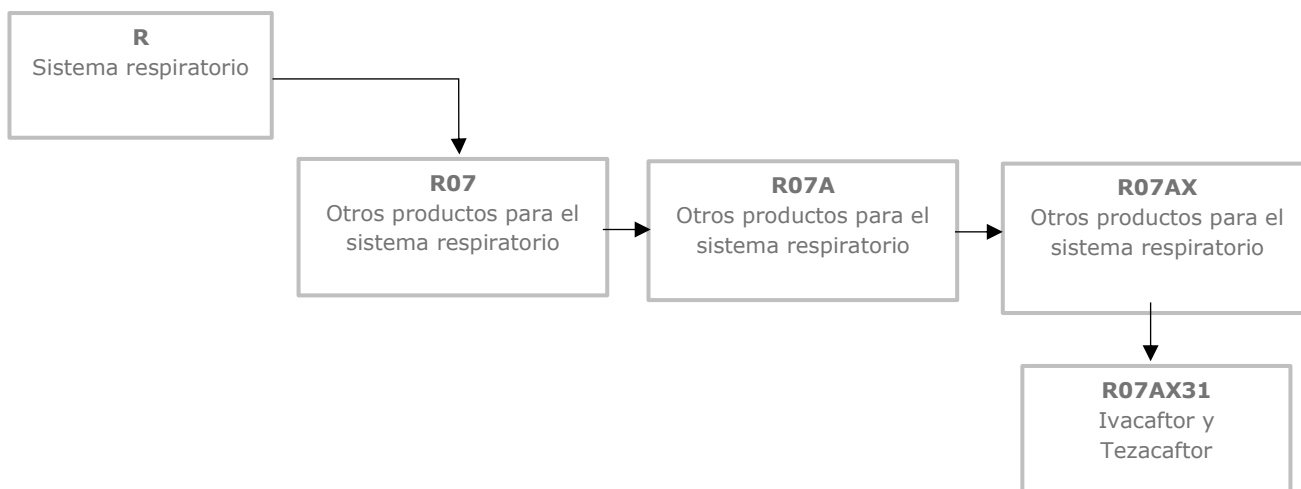 R
Sistema respiratorio
R07
Otros productos para el
sistema respiratorio
R07A
Otros productos para el
sistema respiratorio
R07AX
Otros productos para el
sistema respiratorio
R07AX31
Ivacaftor y
Tezacaftor